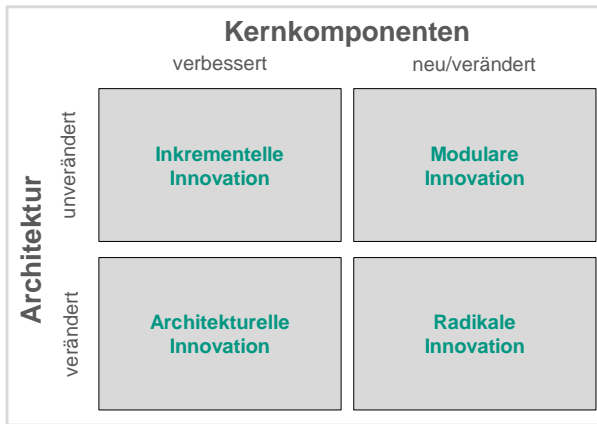 Kernkomponenten
verbessert
neu/verändert
Architektur
unverändert
Inkrementelle
Innovation
Modulare
Innovation
verändert
Architekturelle
Innovation
Radikale
Innovation